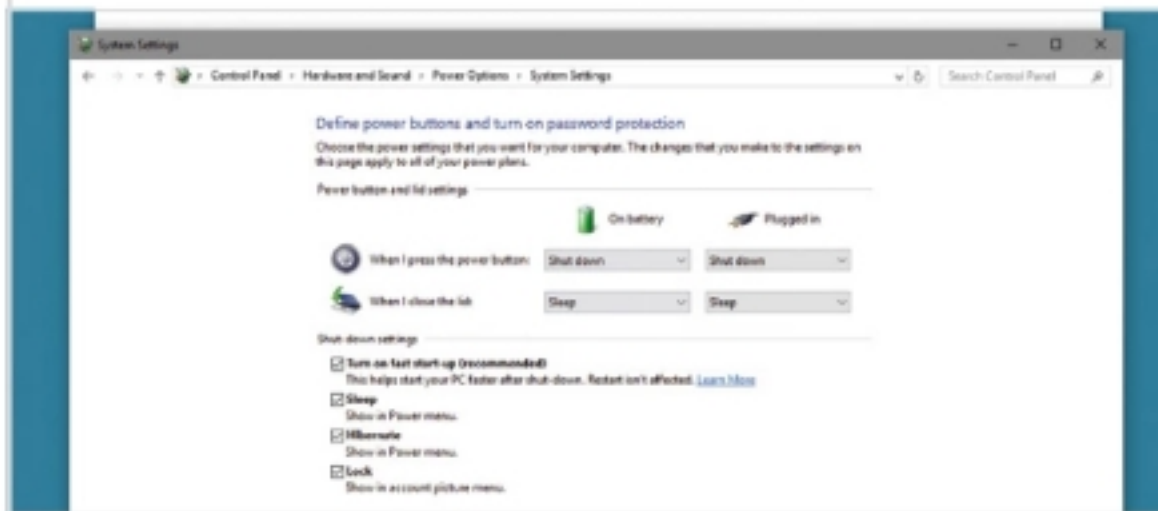 System Settings
Control Panel › Hardware and Sound › Power Options › System Settings
Search Control Panel
Define power buttons and turn on password protection
Choose the power settings that you want for your computer. The changes that you make to the settings on
this page apply to all of your power plans.
Power button and lid settings
On battery
Plugged in
When I press the power button:
Shut down
Shut down
When I close the lid:
Sleep
Sleep
Shut-down settings
Turn on fast start-up (recommended)
This helps start your PC faster after shut-down. Restart isn't affected. Learn More
Sleep
Show in Power menu.
Hibernate
Show in Power menu.
Lock
Show in account picture menu.